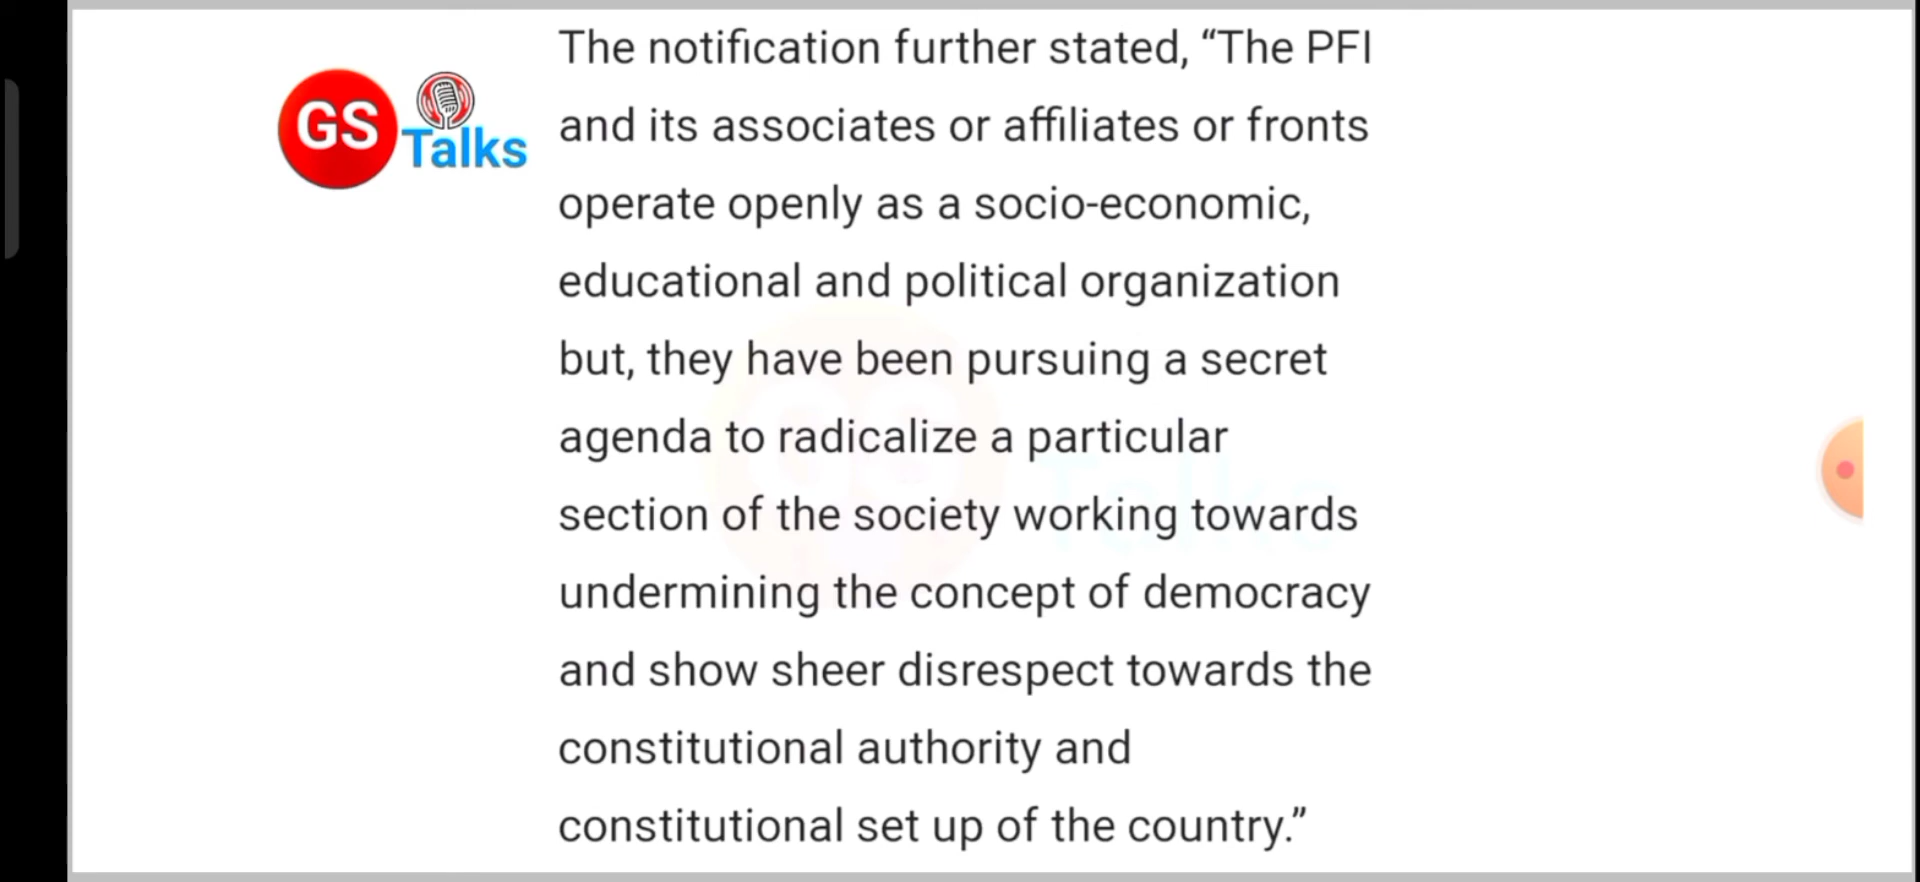 GS
Talks
The notification further stated, “The PFI
and its associates or affiliates or fronts
operate openly as a socio-economic,
educational and political organization
but, they have been pursuing a secret
agenda to radicalize a particular
section of the society working towards
undermining the concept of democracy
and show sheer disrespect towards the
constitutional authority and
constitutional set up of the country.”